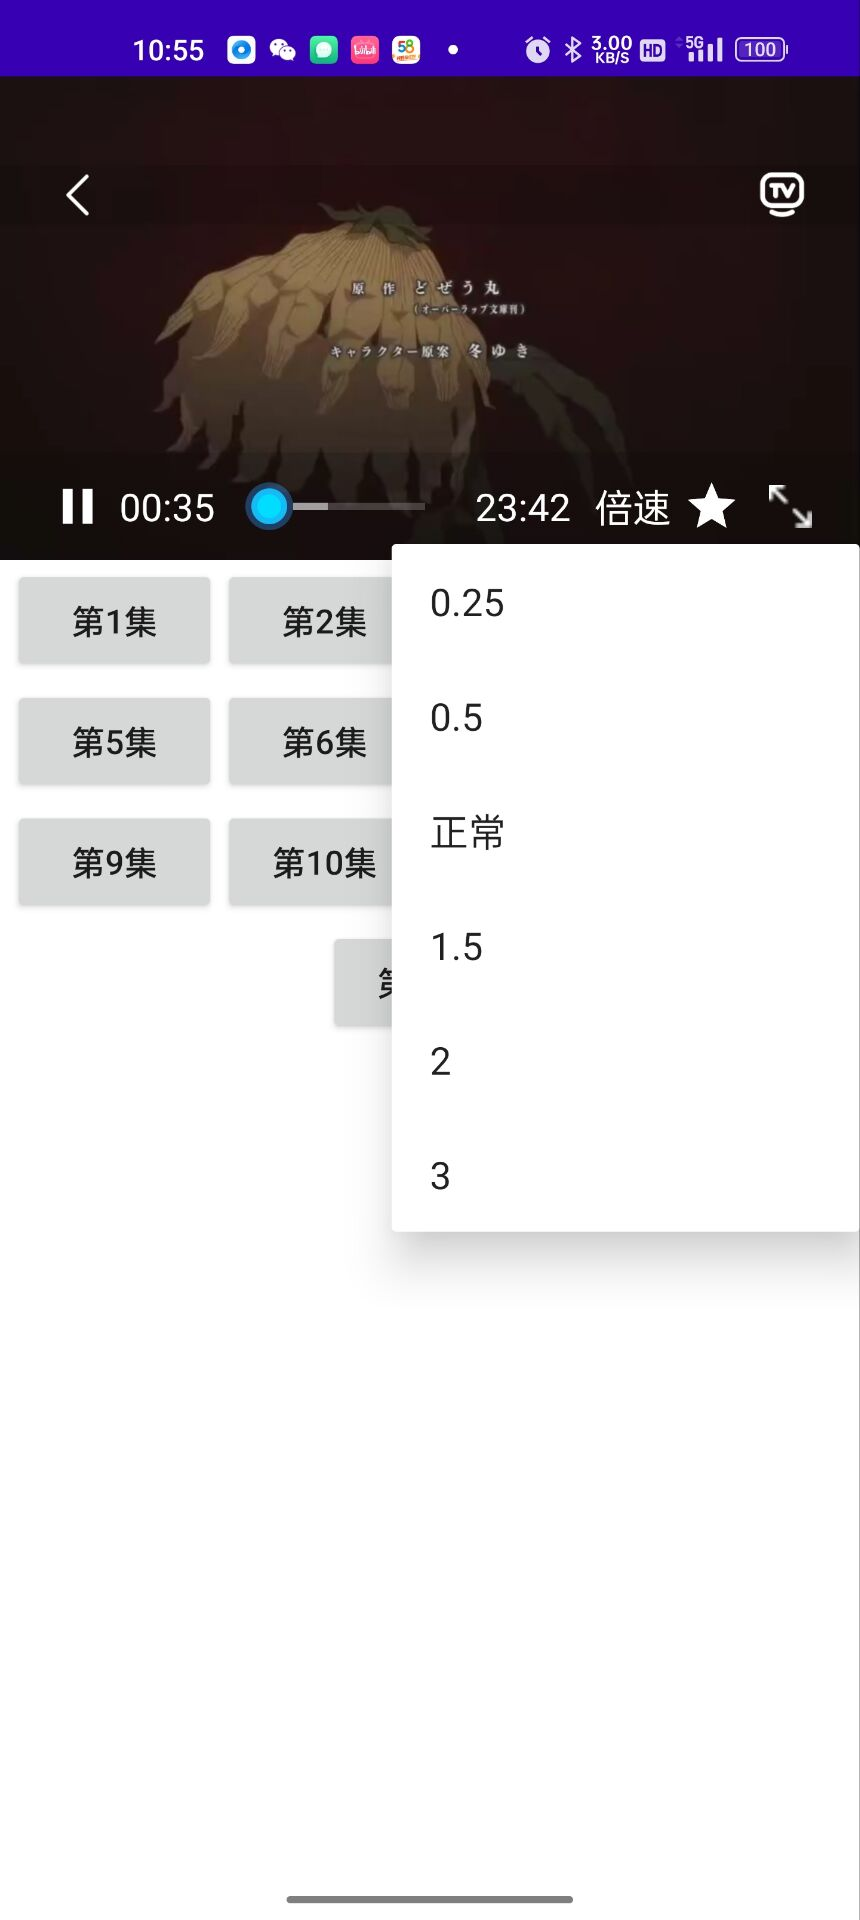 10:55
3.00
KB/S
HD
5G
100
58
TV
原作 どぜう丸
(オーバーラップ文庫刊)
キャラクター原案 冬ゆき
00:35
23:42 倍速
第1集 第2集
第5集 第6集
第9集 第10集
0.25
0.5
正常
1.5
2
3